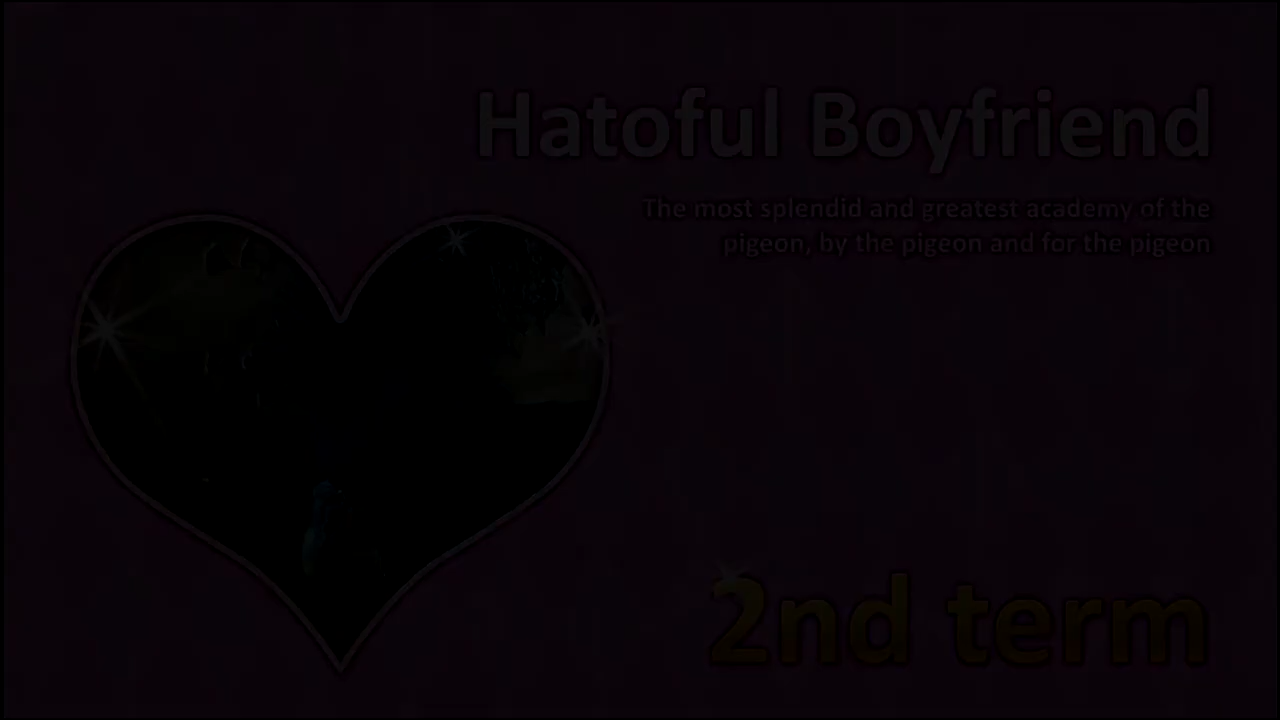 Hatoful Boyfriend
The most splendid and greatest academy of the
pigeon, by the pigeon and for the pigeon
2nd term